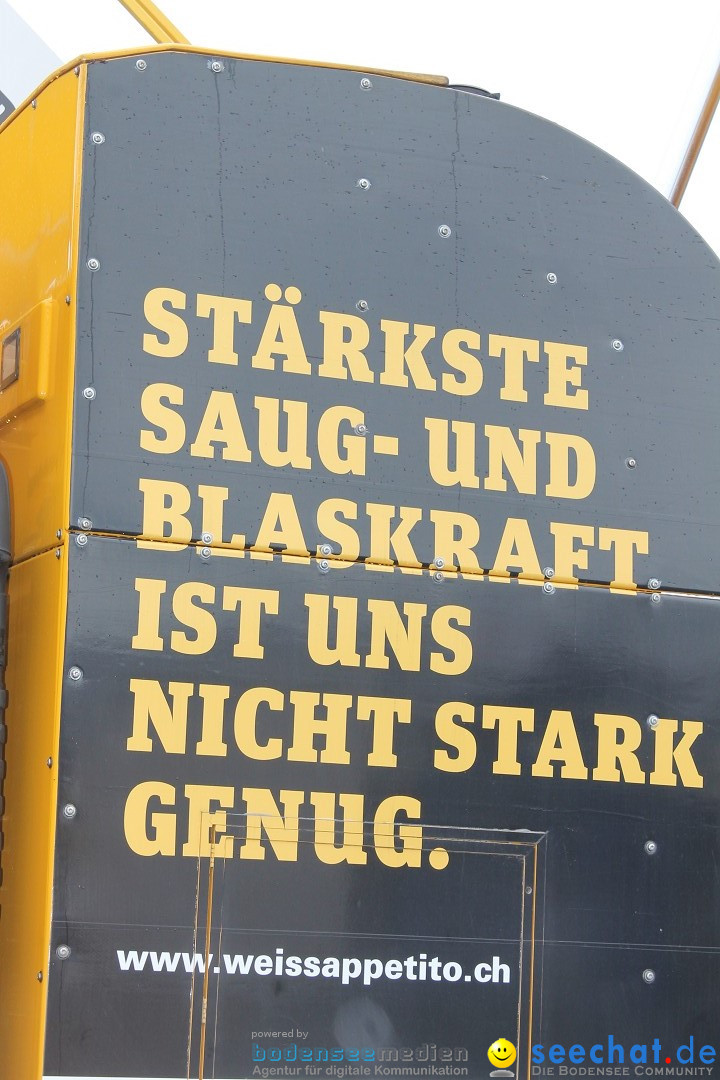 STÄRKSTE
SAUG- UND
BLASKRAFT
IST UNS
NICHT STARK
GENUG.
www.weissappetito.ch
powered by
bodenseemedien
Agentur für digitale Kommunikation
seechat.de
Die Bodensee Community